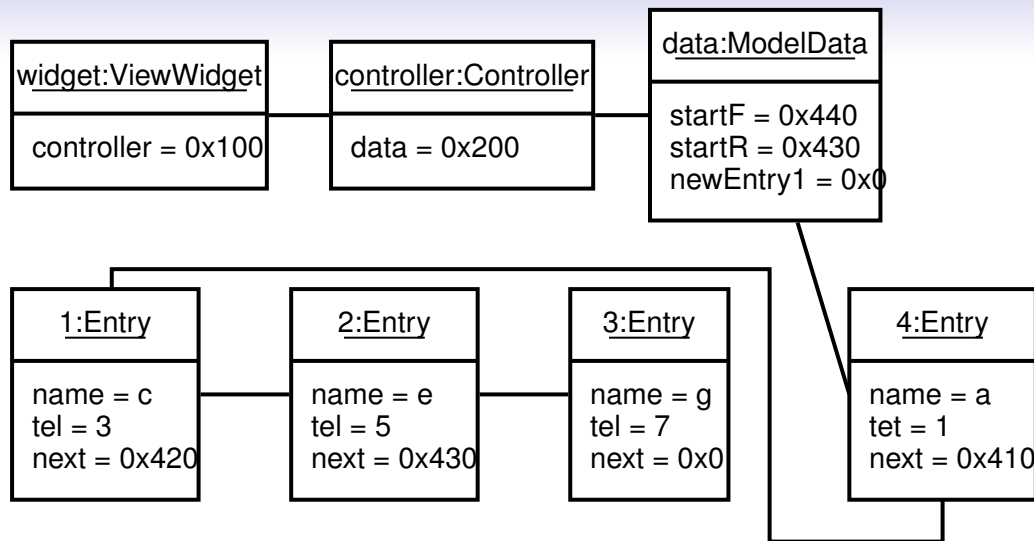 widget:ViewWidget
controller = 0x100
controller:Controller
data = 0x200
data:ModelData
startF = 0x440
startR = 0x430
newEntry1 = 0x0
1:Entry
name = c
tel = 3
next = 0x420
2:Entry
name = e
tel = 5
next = 0x430
3:Entry
name = g
tel = 7
next = 0x0
4:Entry
name = a
tet = 1
next = 0x410